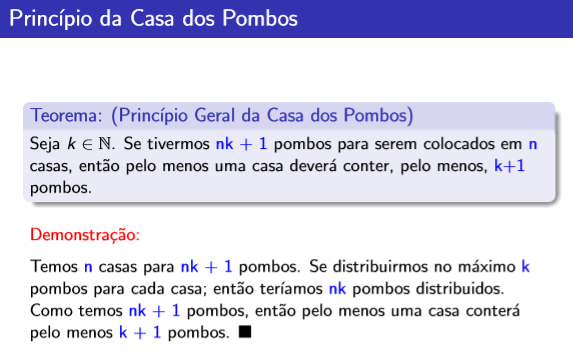 Princípio da Casa dos Pombos
Teorema: (Princípio Geral da Casa dos Pombos)
Seja k ∈ ℕ. Se tivermos nk + 1 pombos para serem colocados em n
casas, então pelo menos uma casa deverá conter, pelo menos, k+1
pombos.
Demonstração:
Temos n casas para nk + 1 pombos. Se distribuirmos no máximo k
pombos para cada casa; então teríamos nk pombos distribuidos.
Como temos nk + 1 pombos, então pelo menos uma casa conterá
pelo menos k + 1 pombos. ■